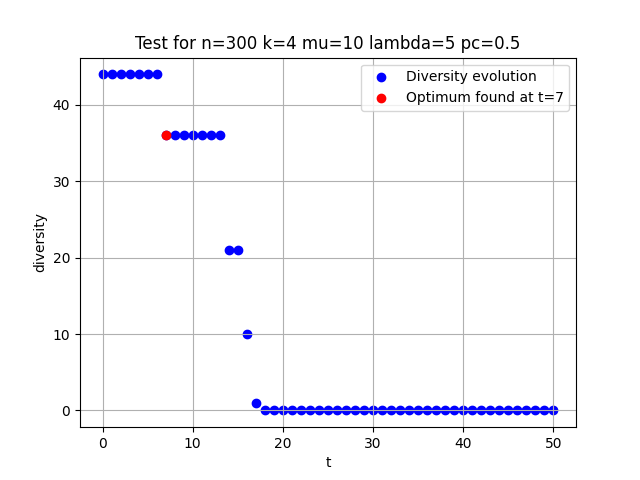 Test for n=300 k=4 mu=10 lambda=5 pc=0.5
Diversity evolution
Optimum found at t=7
diversity
40
30
20
10
0
0 10 20 30 40 50
t